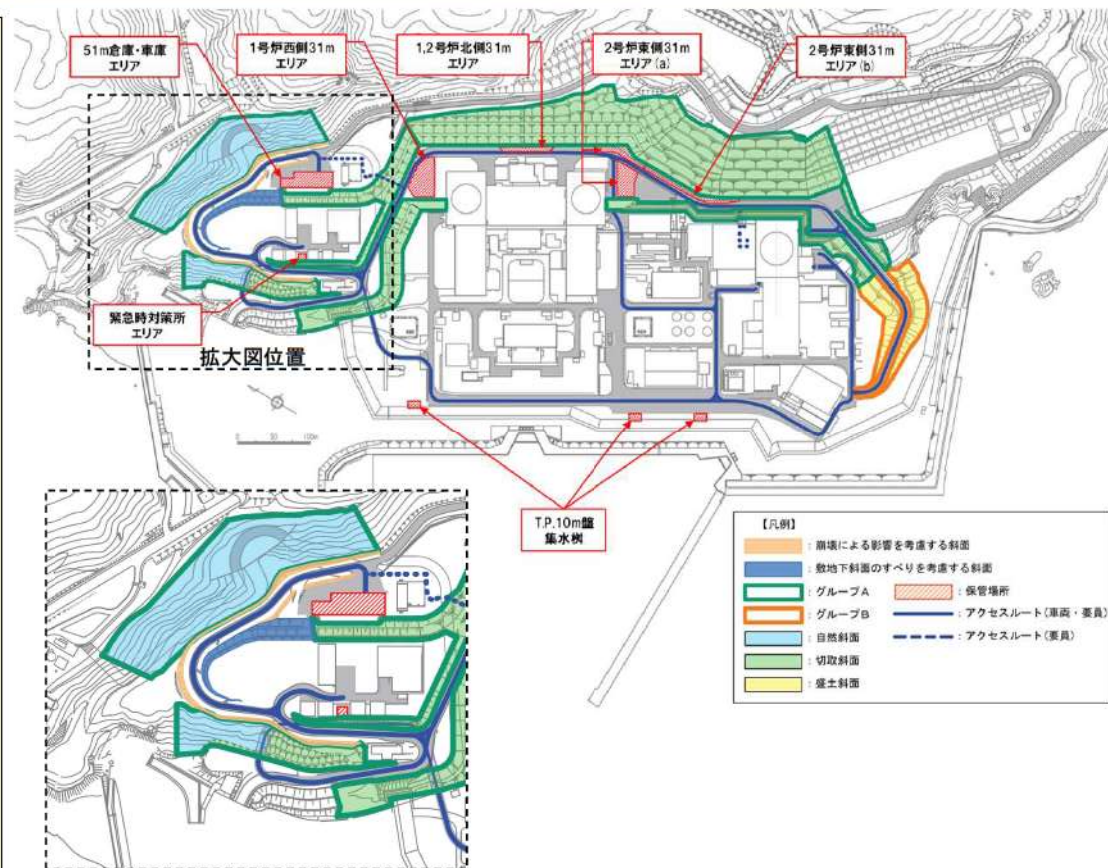 51m倉庫・車庫
エリア
1号炉西側31m
エリア
1,2号炉北側31m
エリア
2号炉東側31m
エリア(a)
2号炉東側31m
エリア(b)
緊急時対策所
エリア
拡大図位置
0 50 100m
T.P.10m盤
集水桝
【凡例】
：崩壊による影響を考慮する斜面
：敷地下斜面のすべりを考慮する斜面
：グループA
：保管場所
：グループB
：アクセスルート(車両・要員)
：自然斜面
：アクセスルート(要員)
：切取斜面
：盛土斜面